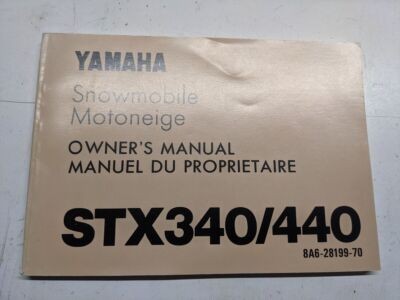 YAMAHA
Snowmobile
Motoneige
OWNER'S MANUAL
MANUEL DU PROPRIETAIRE
STX340/440
8A6-28199-70